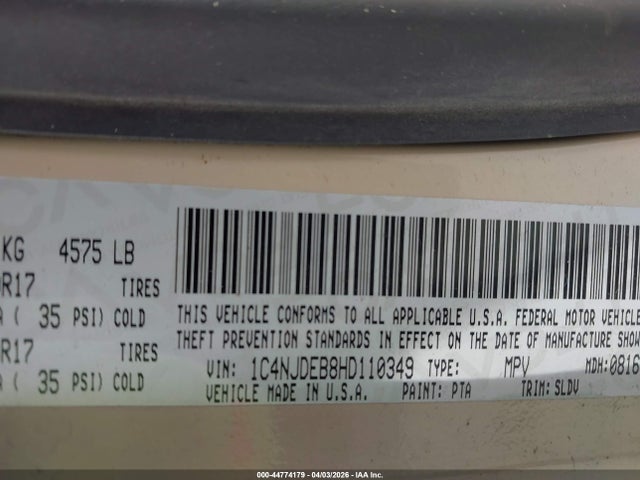 KG 4575 LB
R17 TIRES
( 35 PSI) COLD
R17 TIRES
( 35 PSI) COLD
THIS VEHICLE CONFORMS TO ALL APPLICABLE U.S.A. FEDERAL MOTOR VEHICLE
THEFT PREVENTION STANDARDS IN EFFECT ON THE DATE OF MANUFACTURE SHOW
VIN: 1C4NJDEB8HD110349 TYPE: MPV MDH:0816
VEHICLE MADE IN U.S.A. PAINT: PTA TRIM: SLDV
000-44774179 - 04/03/2026 - IAA Inc.